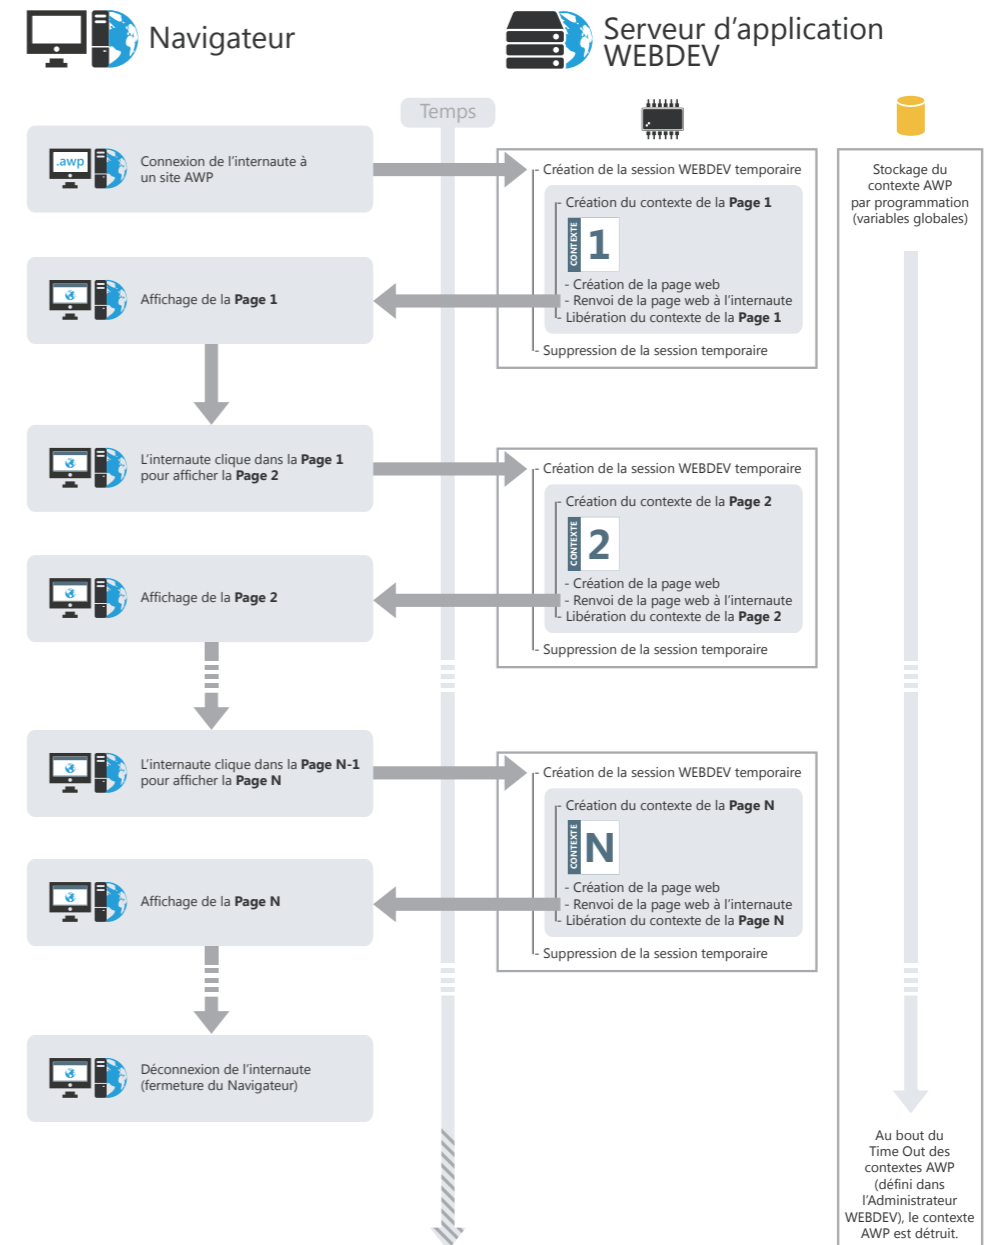 Navigateur
Serveur d'application
WEBDEV
Temps
.awp
Connexion de l'internaute à
un site AWP
- Création de la session WEBDEV temporaire
- Création du contexte de la Page 1
CONTEXTE
1
- Création de la page web
- Renvoi de la page web à l'internaute
- Libération du contexte de la Page 1
- Suppression de la session temporaire
Stockage du
contexte AWP
par programmation
(variables globales)
Affichage de la Page 1
L'internaute clique dans la Page 1
pour afficher la Page 2
- Création de la session WEBDEV temporaire
- Création du contexte de la Page 2
CONTEXTE
2
- Création de la page web
- Renvoi de la page web à l'internaute
- Libération du contexte de la Page 2
- Suppression de la session temporaire
Affichage de la Page 2
L'internaute clique dans la Page N-1
pour afficher la Page N
- Création de la session WEBDEV temporaire
- Création du contexte de la Page N
CONTEXTE
N
- Création de la page web
- Renvoi de la page web à l'internaute
- Libération du contexte de la Page N
- Suppression de la session temporaire
Affichage de la Page N
Déconnexion de l'internaute
(fermeture du Navigateur)
Au bout du
Time Out des
contextes AWP
(défini dans
l'Administrateur
WEBDEV), le contexte
AWP est détruit.